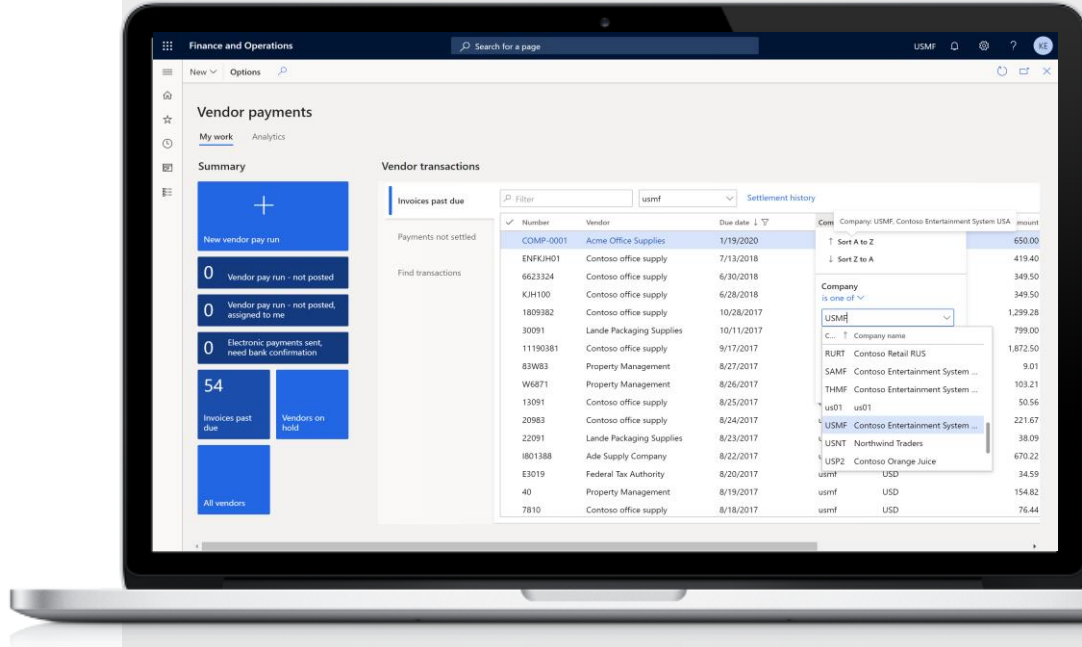 Finance and Operations
Search for a page
USMF
?
KE
New
Options
Vendor payments
My work Analytics
Summary
New vendor pay run
0 Vendor pay run - not posted
0 Vendor pay run - not posted,
assigned to me
0 Electronic payments sent,
need bank confirmation
54
Invoices past
due
Vendors on
hold
All vendors
Vendor transactions
Invoices past due
Payments not settled
Find transactions
Filter
usmf
Settlement history
Number Vendor Due date Com mount
COMP-0001 Acme Office Supplies 1/19/2020 650.00
ENFKJH01 Contoso office supply 7/13/2018 419.40
6623324 Contoso office supply 6/30/2018 349.50
KJH100 Contoso office supply 6/28/2018 349.50
1809382 Contoso office supply 10/28/2017 1,299.28
30091 Lande Packaging Supplies 10/11/2017 799.00
11190381 Contoso office supply 9/17/2017 1,872.50
83W83 Property Management 8/27/2017 9.01
W6871 Property Management 8/26/2017 103.21
13091 Contoso office supply 8/25/2017 50.56
20983 Contoso office supply 8/24/2017 221.67
22091 Lande Packaging Supplies 8/23/2017 38.09
I801388 Ade Supply Company 8/22/2017 670.22
E3019 Federal Tax Authority 8/20/2017 usmf USD 34.59
40 Property Management 8/19/2017 usmf USD 154.82
7810 Contoso office supply 8/18/2017 usmf USD 76.44
Company: USMF, Contoso Entertainment System USA
Sort A to Z
Sort Z to A
Company
is one of
USMF
C... Company name
RURT Contoso Retail RUS
SAMF Contoso Entertainment System ...
THMF Contoso Entertainment System ...
us01 us01
USMF Contoso Entertainment System ...
USNT Northwind Traders
USP2 Contoso Orange Juice